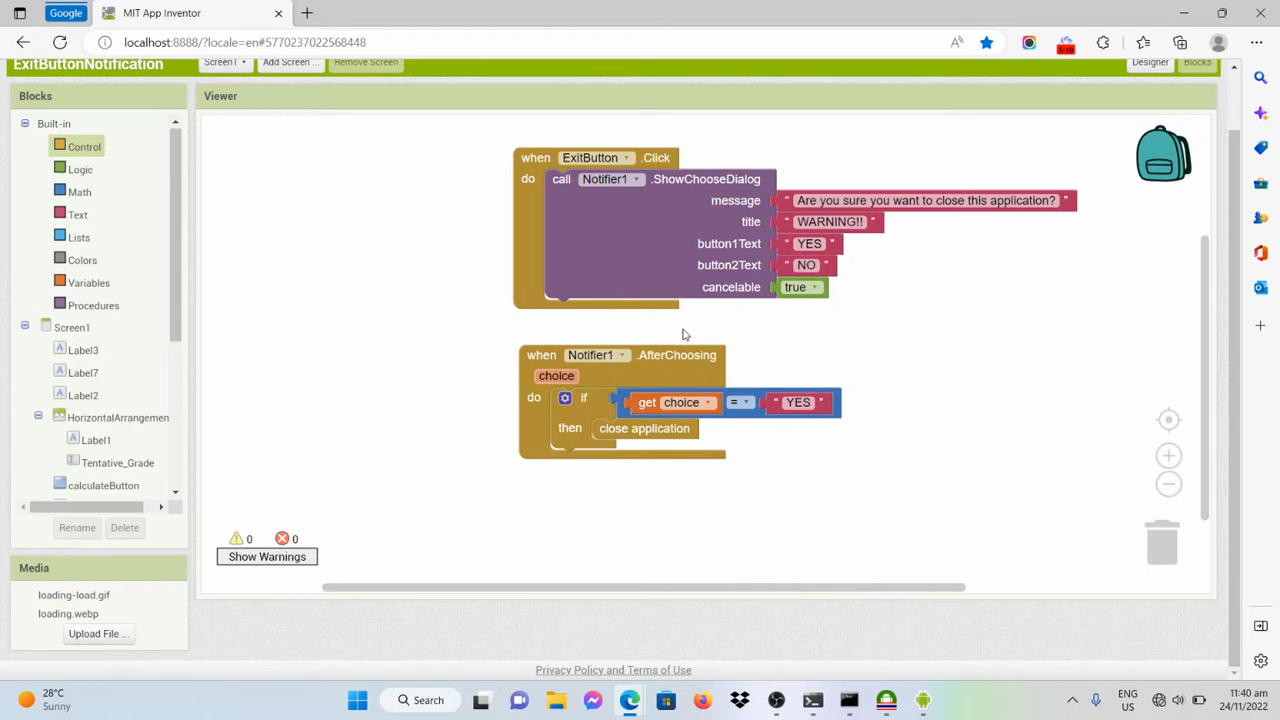 Google
MIT App Inventor
localhost:8888/?locale=en#5770237022568448
5:10
ExitButtonNotification
Screen1
Add Screen ...
Remove Screen
Designer
Blocks
Blocks
Viewer
Built-in
Control
Logic
Math
Text
Lists
Colors
Variables
Procedures
Screen1
Label3
Label7
Label2
HorizontalArrangemen
Label1
Tentative_Grade
calculateButton
Rename
Delete
Media
loading-load.gif
loading.webp
Upload File ...
when ExitButton .Click
do call Notifier1 .ShowChooseDialog
message " Are you sure you want to close this application? "
title " WARNING!! "
button1Text " YES "
button2Text " NO "
cancelable true
when Notifier1 .AfterChoosing
choice
do if get choice = " YES "
then close application
0 0
Show Warnings
Privacy Policy and Terms of Use
28°C
Sunny
Search
ENG
US
11:40 am
24/11/2022